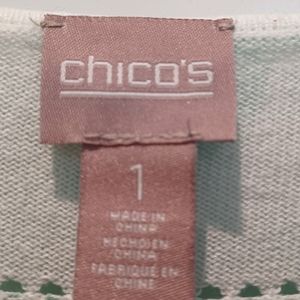 chico's
1
MADE IN
CHINA
HECHO EN
CHINA
FABRIQUE EN
CHINE